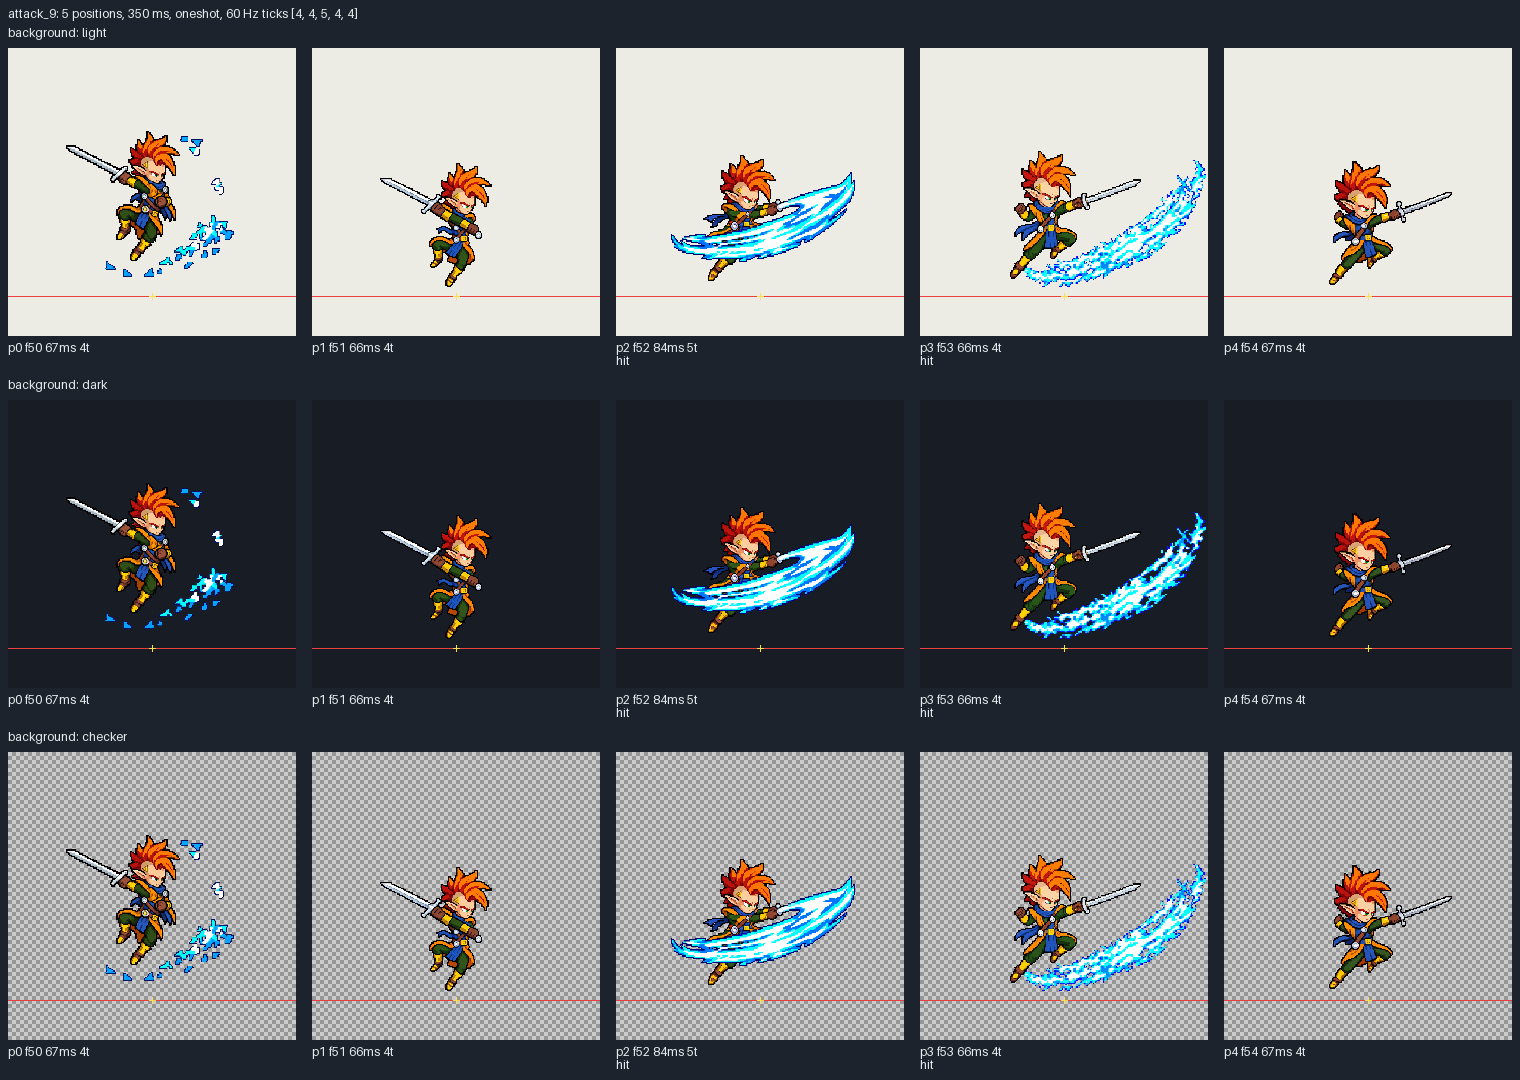 attack_9: 5 positions, 350 ms, oneshot, 60 Hz ticks [4, 4, 5, 4, 4]
background: light
p0 f50 67ms 4t
p1 f51 66ms 4t
p2 f52 84ms 5t
hit
p3 f53 66ms 4t
hit
p4 f54 67ms 4t
background: dark
p0 f50 67ms 4t
p1 f51 66ms 4t
p2 f52 84ms 5t
hit
p3 f53 66ms 4t
hit
p4 f54 67ms 4t
background: checker
p0 f50 67ms 4t
p1 f51 66ms 4t
p2 f52 84ms 5t
hit
p3 f53 66ms 4t
hit
p4 f54 67ms 4t